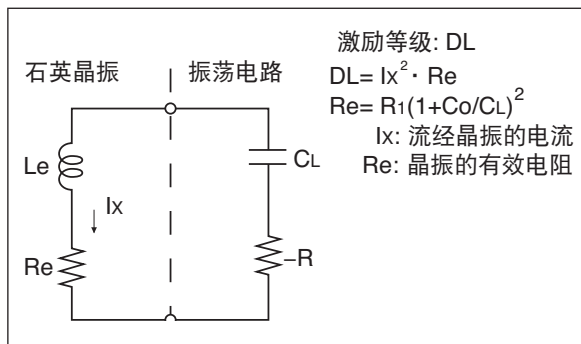 激励等级: DL
石英晶振 振荡电路
DL= Ix²· Re
Re= R1(1+Co/CL)²
Ix: 流经晶振的电流
Re: 晶振的有效电阻
Le
CL
Ix
Re
–R